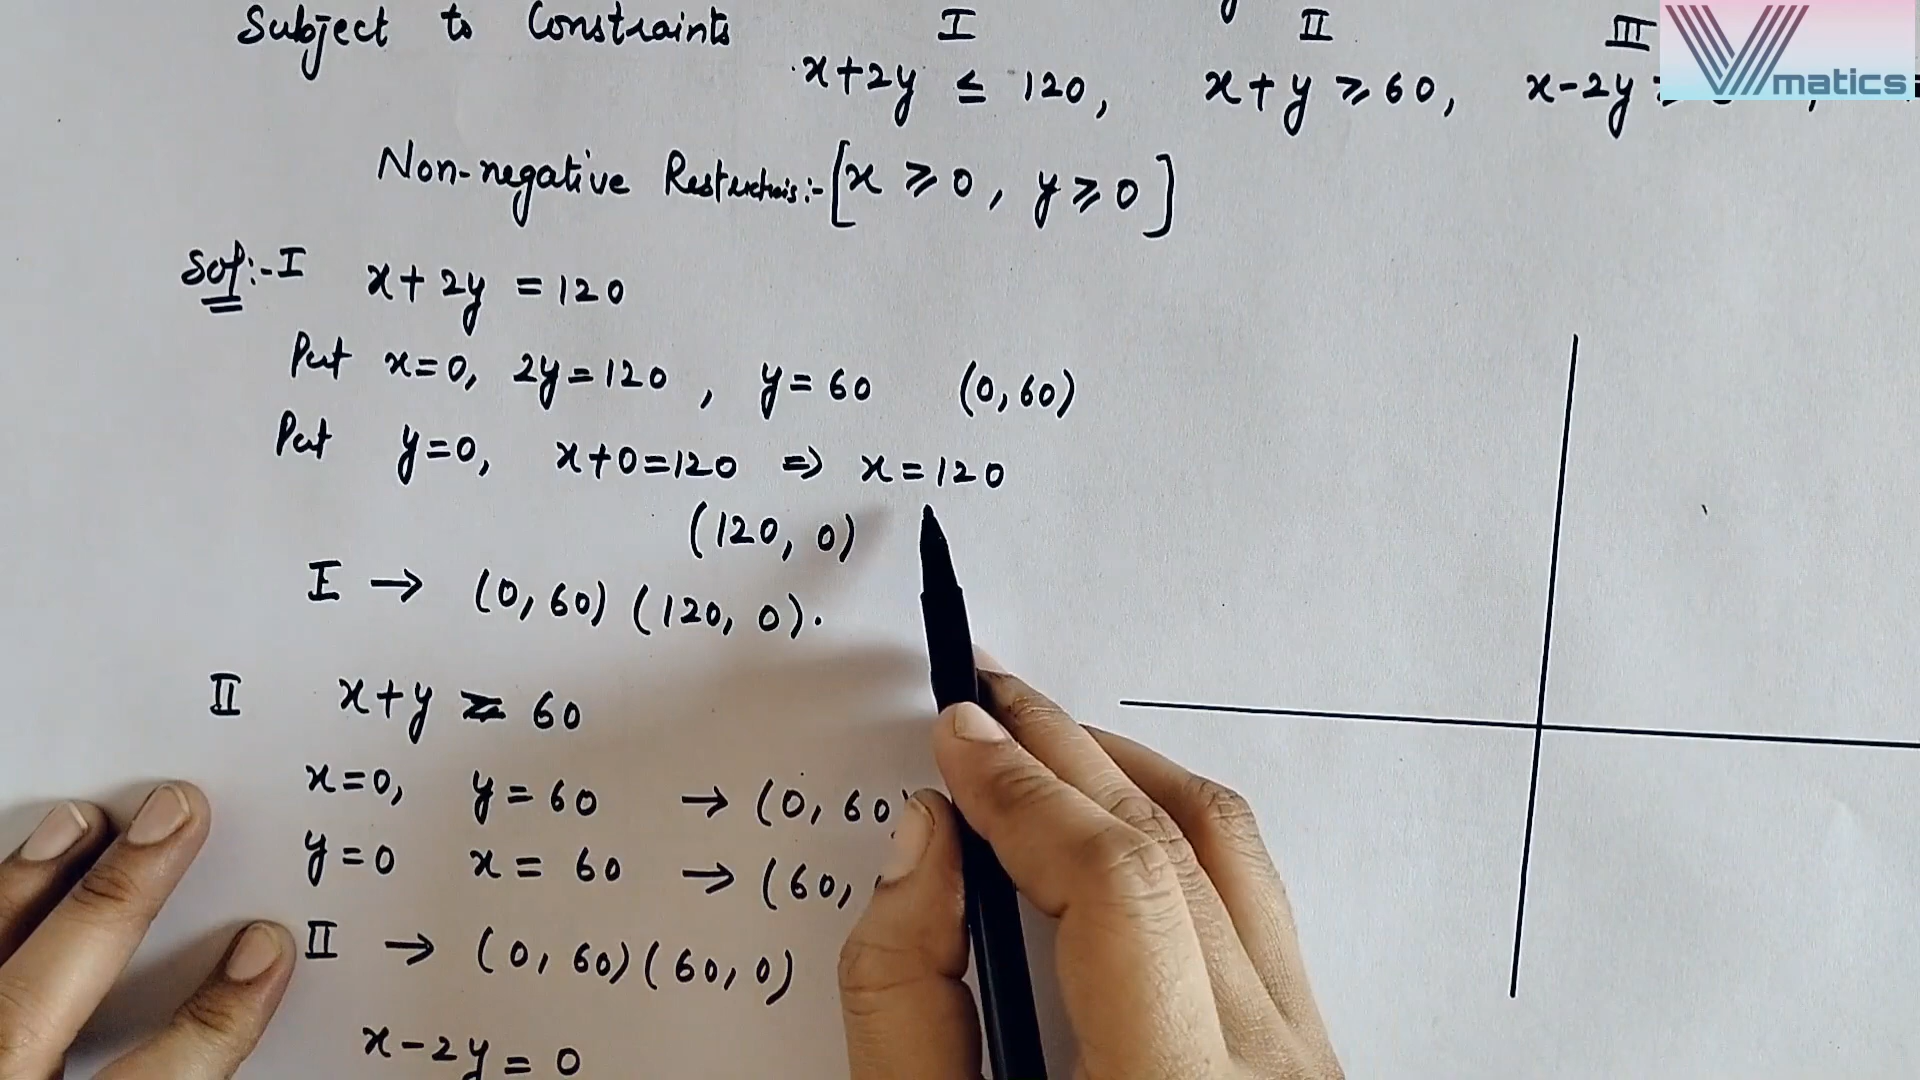 Subject to Constraints I II III
x+2y ≤ 120, x+y ≥ 60, x-2y
Non-negative Restrictions:- [x ≥ 0, y ≥ 0]
Sol:- I x+2y = 120
Put x=0, 2y=120, y=60 (0,60)
Put y=0, x+0=120 ⇒ x=120
(120, 0)
I → (0,60) (120, 0).
II x+y = 60
x=0, y=60 → (0, 60)
y=0 x= 60 → (60,
II → (0, 60) (60, 0)
x-2y = 0
Vmatics